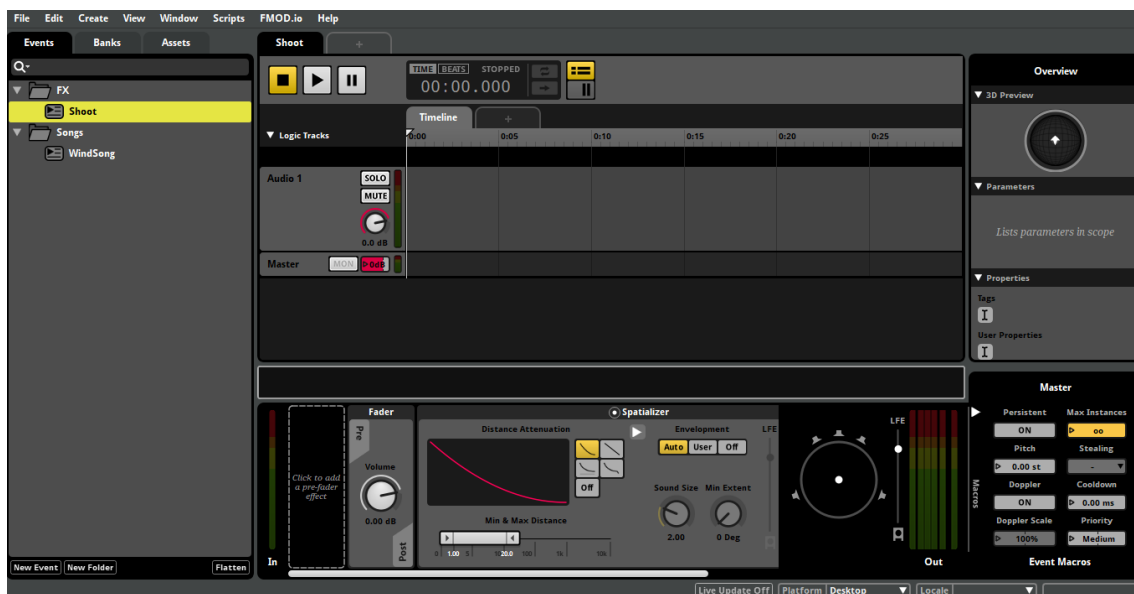 File Edit Create View Window Scripts FMOD.io Help
Events Banks Assets
Shoot +
FX
Shoot
Songs
WindSong
New Event New Folder Flatten
TIME BEATS STOPPED
00:00.000
Timeline +
Logic Tracks
0:00 0:05 0:10 0:15 0:20 0:25
Audio 1 SOLO
MUTE
0.0 dB
Master MON 0dB
Overview
3D Preview
Parameters
Lists parameters in scope
Properties
Tags
User Properties
In
Click to add
a pre-fader
effect
Fader
Pre
Volume
0.00 dB
Post
Spatializer
Distance Attenuation
Off
Min & Max Distance
0 1.00 5 20.0 100 1k 10k
Envelopment
Auto User Off
Sound Size Min Extent
2.00 0 Deg
LFE
LFE
Out
Macros
Master
Persistent Max Instances
ON oo
Pitch Stealing
0.00 st -
Doppler Cooldown
ON 0.00 ms
Doppler Scale Priority
100% Medium
Event Macros
Live Update Off Platform Desktop Locale